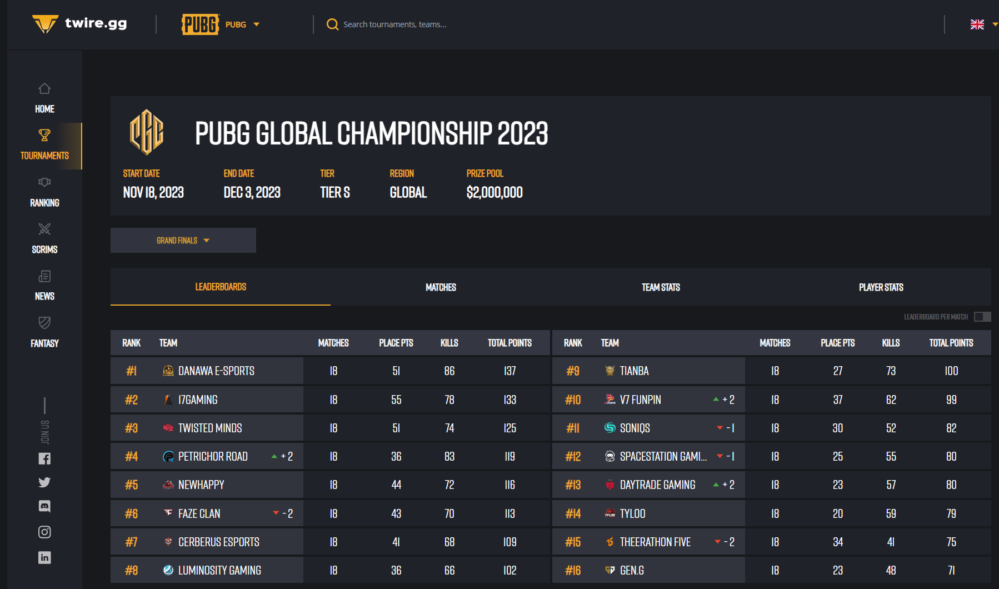 twire.gg
PUBG PUBG
Search tournaments, teams...
HOME
TOURNAMENTS
RANKING
SCRIMS
NEWS
FANTASY
JOIN US
PGC
PUBG GLOBAL CHAMPIONSHIP 2023
START DATE END DATE TIER REGION PRIZE POOL
NOV 18, 2023 DEC 3, 2023 TIER S GLOBAL $2,000,000
GRAND FINALS
LEADERBOARDS MATCHES TEAM STATS PLAYER STATS
LEADERBOARD PER MATCH
RANK TEAM MATCHES PLACE PTS KILLS TOTAL POINTS
#1 DANAWA E-SPORTS 18 51 86 137
#2 17GAMING 18 55 78 133
#3 TWISTED MINDS 18 51 74 125
#4 PETRICHOR ROAD + 2 18 36 83 119
#5 NEWHAPPY 18 44 72 116
#6 FAZE CLAN - 2 18 43 70 113
#7 CERBERUS ESPORTS 18 41 68 109
#8 LUMINOSITY GAMING 18 36 66 102
RANK TEAM MATCHES PLACE PTS KILLS TOTAL POINTS
#9 TIANBA 18 27 73 100
#10 V7 FUNPIN + 2 18 37 62 99
#11 SONIQS - 1 18 30 52 82
#12 SPACESTATION GAMI... - 1 18 25 55 80
#13 DAYTRADE GAMING + 2 18 23 57 80
#14 TYLOO TYLOO 18 20 59 79
#15 THEERATHON FIVE - 2 18 34 41 75
#16 GEN.G 18 23 48 71